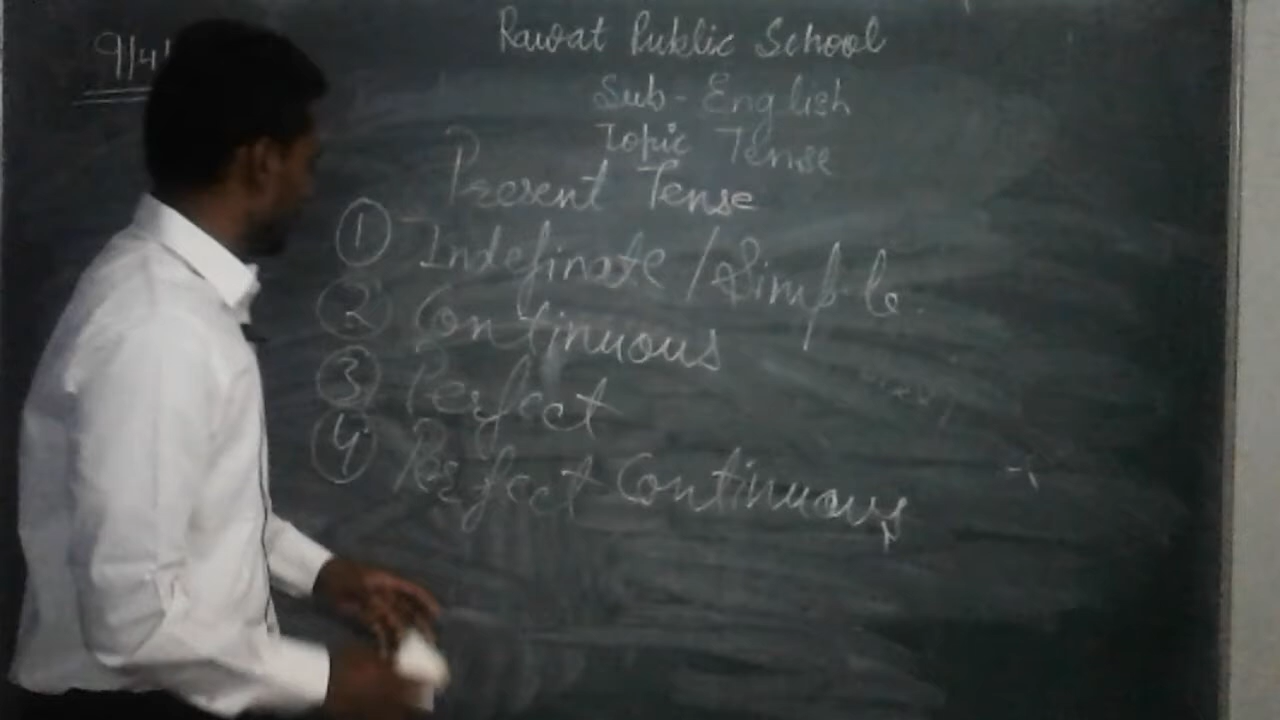 9/4/
Rawat Public School
Sub- English
Topic Tense
Present Tense
① Indefinate / Simple.
② Continuous
③ Perfect
④ Perfect Continuous